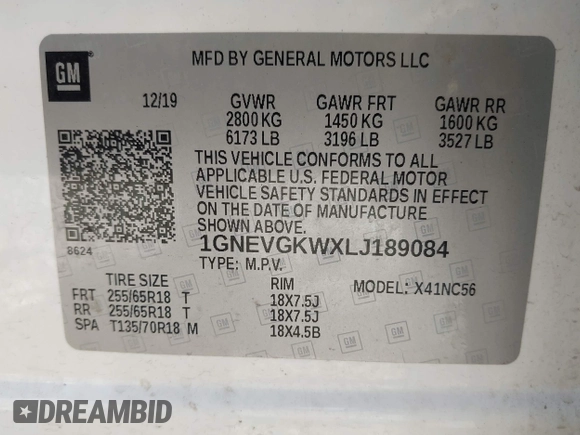 GM
MFD BY GENERAL MOTORS LLC
12/19 GVWR GAWR FRT GAWR RR
2800 KG 1450 KG 1600 KG
6173 LB 3196 LB 3527 LB
THIS VEHICLE CONFORMS TO ALL
APPLICABLE U.S. FEDERAL MOTOR
VEHICLE SAFETY STANDARDS IN EFFECT
ON THE DATE OF MANUFACTURE
SHOWN ABOVE.
8624
1GNEVGKWXLJ189084
TYPE: M.P.V. MODEL: X41NC56
TIRE SIZE RIM
FRT 255/65R18 T 18X7.5J
RR 255/65R18 T 18X7.5J
SPA T135/70R18 M 18X4.5B
DREAMBID